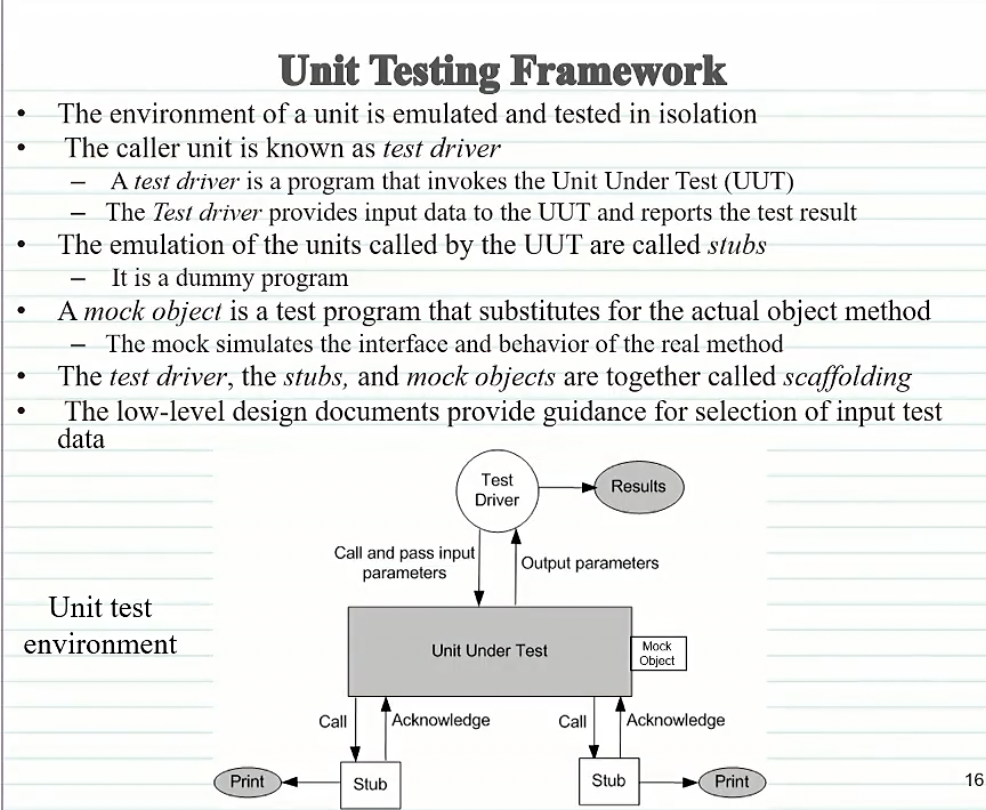 Unit Testing Framework
• The environment of a unit is emulated and tested in isolation
• The caller unit is known as test driver
– A test driver is a program that invokes the Unit Under Test (UUT)
– The Test driver provides input data to the UUT and reports the test result
• The emulation of the units called by the UUT are called stubs
– It is a dummy program
• A mock object is a test program that substitutes for the actual object method
– The mock simulates the interface and behavior of the real method
• The test driver, the stubs, and mock objects are together called scaffolding
• The low-level design documents provide guidance for selection of input test
data
Test
Driver
Results
Call and pass input
parameters
Output parameters
Unit test
environment
Unit Under Test
Mock
Object
Call
Acknowledge
Call
Acknowledge
Print
Stub
Stub
Print
16